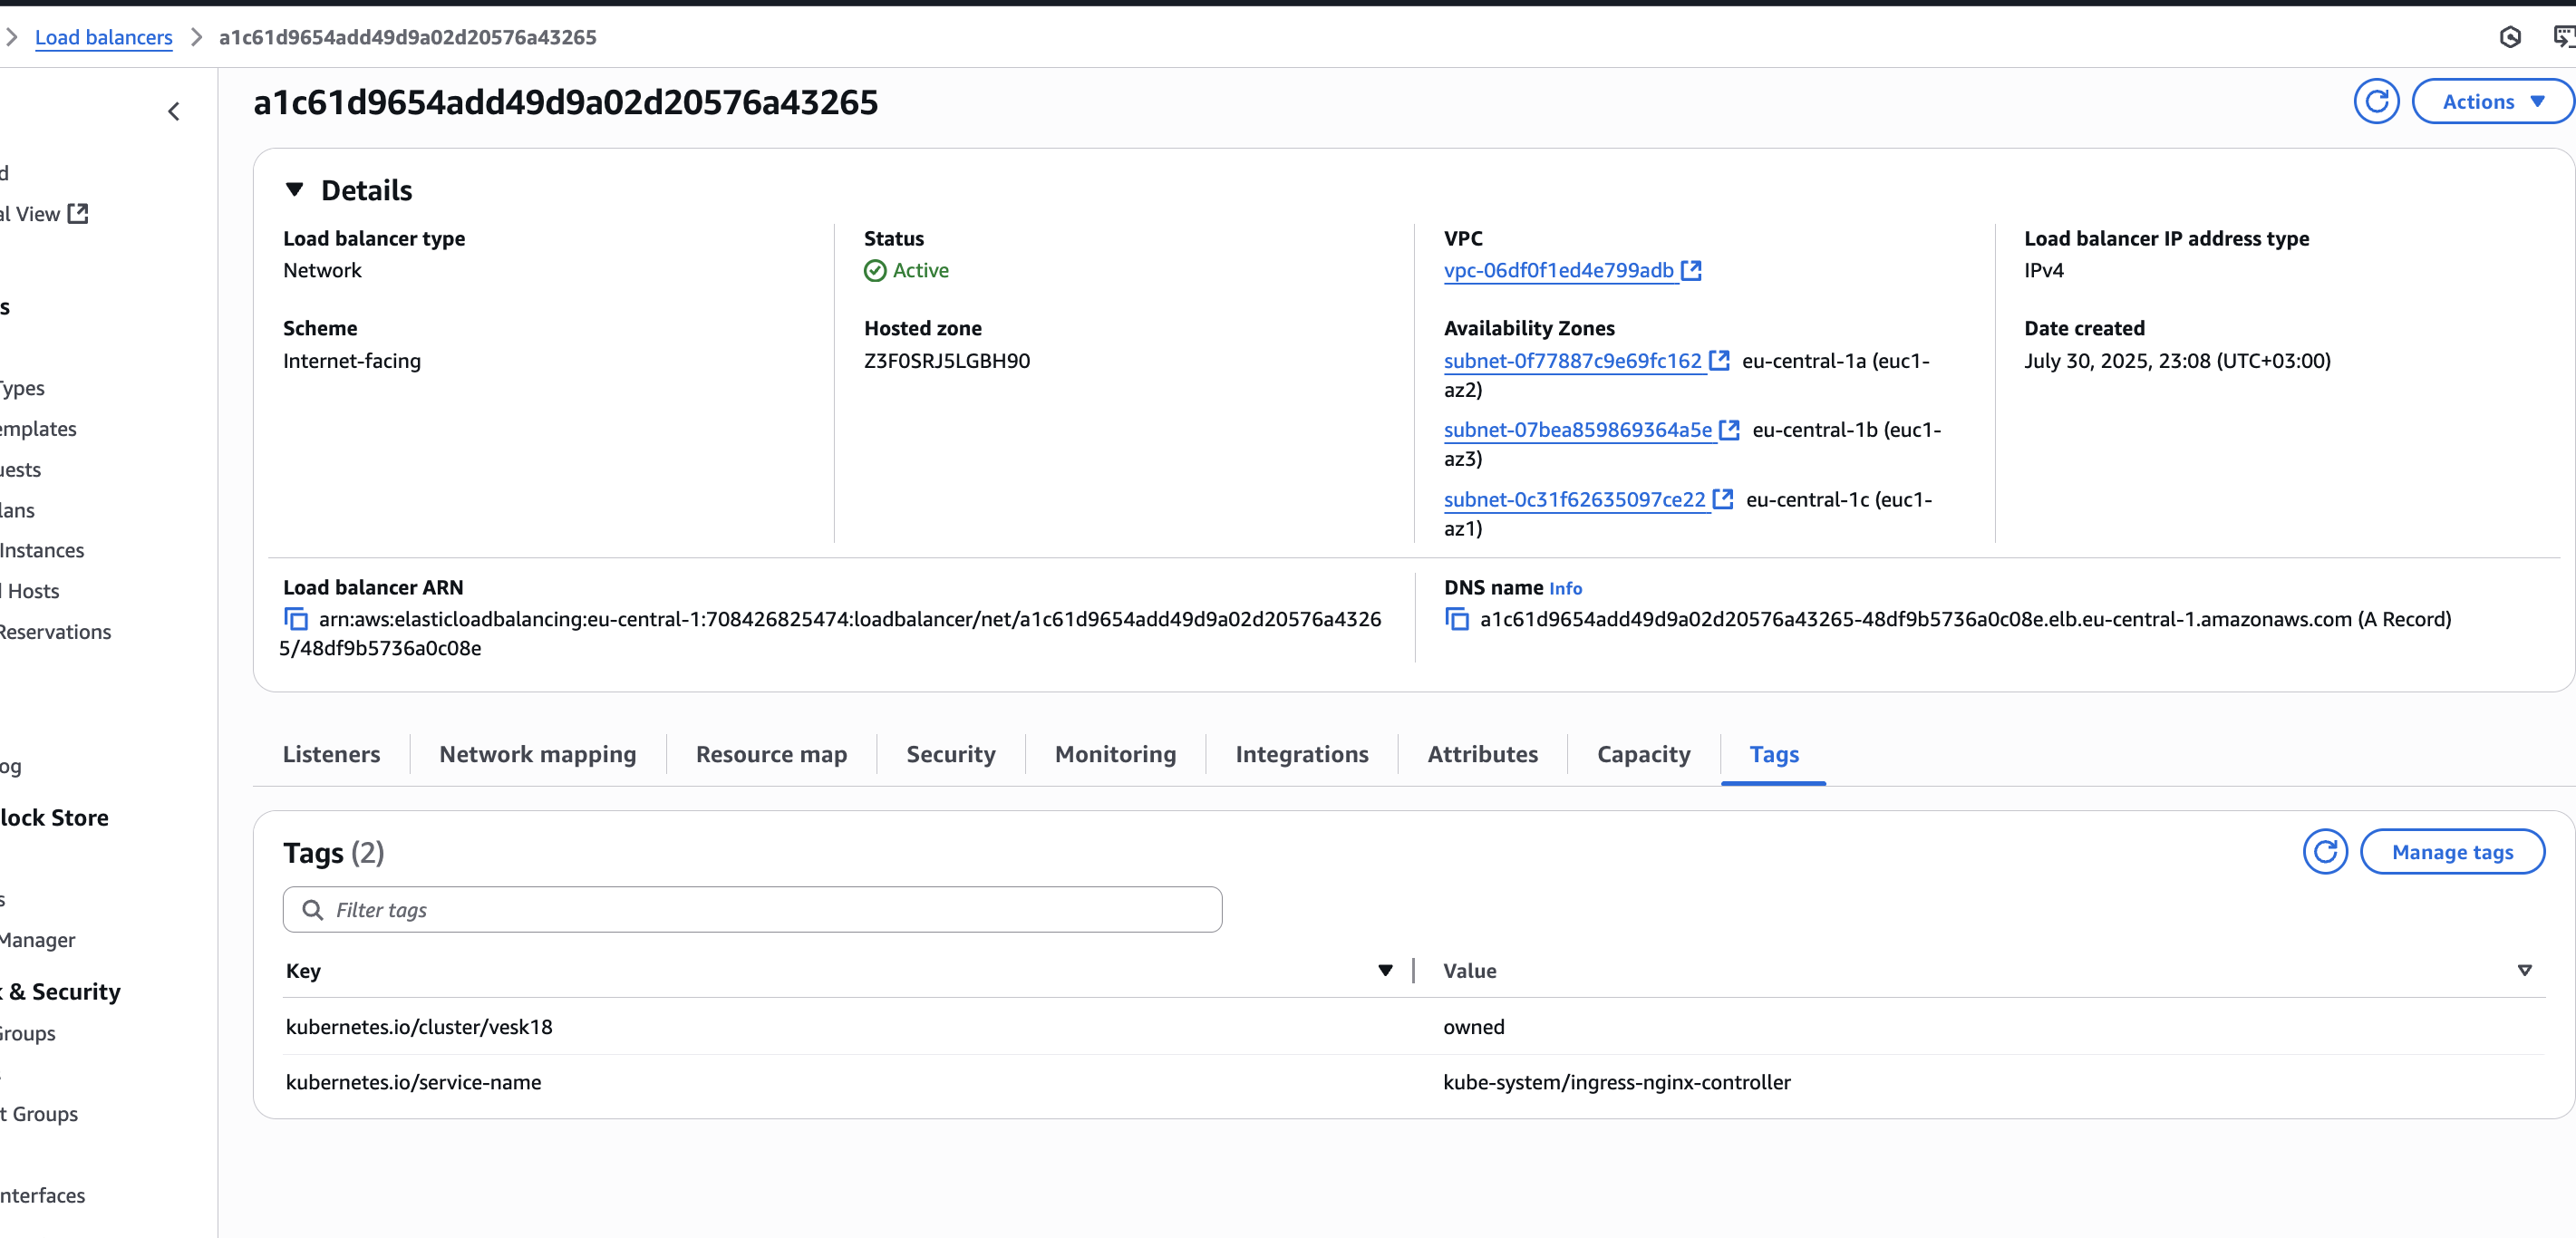 Load balancers
a1c61d9654add49d9a02d20576a43265
a1c61d9654add49d9a02d20576a43265
Actions
d
al View
s
Types
emplates
uests
lans
Instances
d Hosts
Reservations
og
lock Store
s
Manager
k & Security
Groups
t Groups
nterfaces
Details
Load balancer type
Network
Status
Active
VPC
vpc-06df0f1ed4e799adb
Load balancer IP address type
IPv4
Scheme
Internet-facing
Hosted zone
Z3F0SRJ5LGBH90
Availability Zones
subnet-0f77887c9e69fc162 eu-central-1a (euc1-
az2)
subnet-07bea859869364a5e eu-central-1b (euc1-
az3)
subnet-0c31f62635097ce22 eu-central-1c (euc1-
az1)
Date created
July 30, 2025, 23:08 (UTC+03:00)
Load balancer ARN
arn:aws:elasticloadbalancing:eu-central-1:708426825474:loadbalancer/net/a1c61d9654add49d9a02d20576a4326
5/48df9b5736a0c08e
DNS name Info
a1c61d9654add49d9a02d20576a43265-48df9b5736a0c08e.elb.eu-central-1.amazonaws.com (A Record)
Listeners
Network mapping
Resource map
Security
Monitoring
Integrations
Attributes
Capacity
Tags
Tags (2)
Manage tags
Filter tags
Key
Value
kubernetes.io/cluster/vesk18
owned
kubernetes.io/service-name
kube-system/ingress-nginx-controller